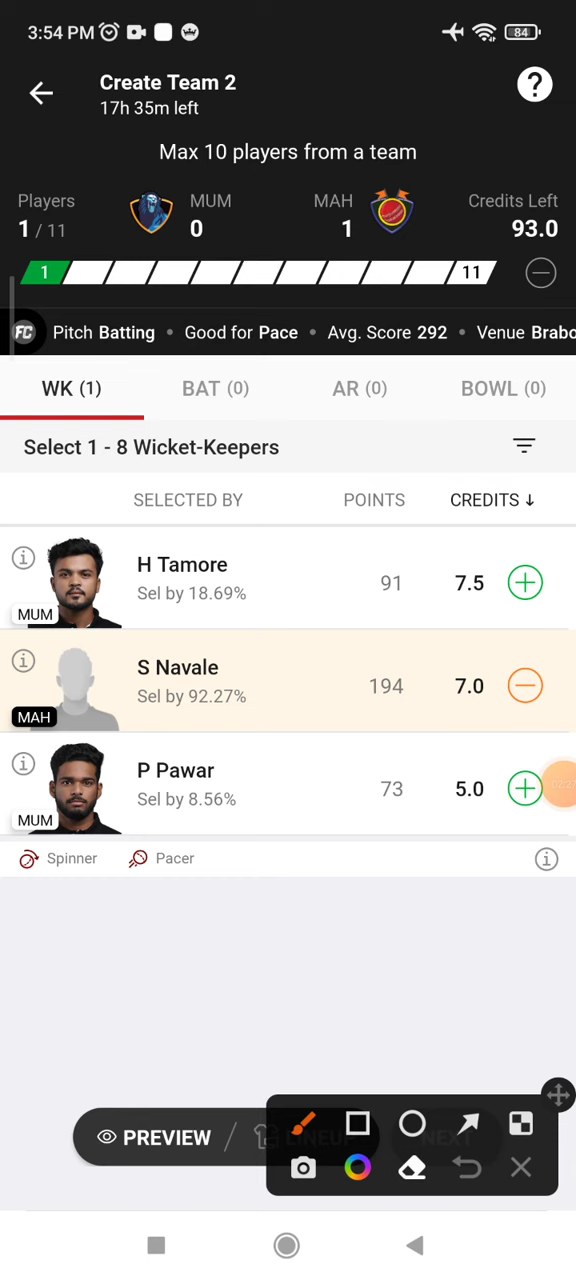 3:54 PM 84
Create Team 2
17h 35m left
?
Max 10 players from a team
Players MUM MAH Credits Left
1 / 11 0 1 93.0
1 11
FC Pitch Batting • Good for Pace • Avg. Score 292 • Venue Brabo
WK (1) BAT (0) AR (0) BOWL (0)
Select 1 - 8 Wicket-Keepers
SELECTED BY POINTS CREDITS ↓
H Tamore
Sel by 18.69% 91 7.5
MUM
S Navale
Sel by 92.27% 194 7.0
MAH
P Pawar
Sel by 8.56% 73 5.0
MUM
Spinner Pacer
PREVIEW / LINEUP NEXT